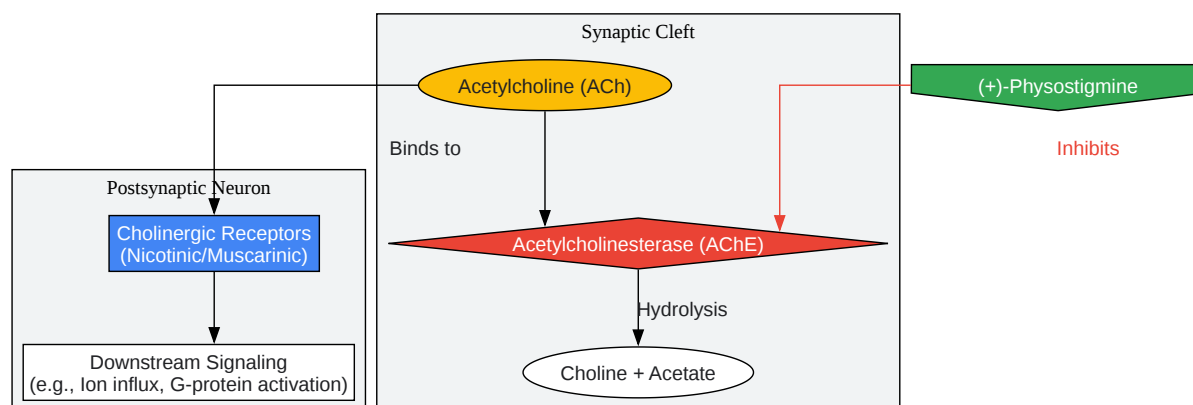 Synaptic Cleft
Acetylcholine (ACh)
(+)-Physostigmine
Binds to
Inhibits
Postsynaptic Neuron
Cholinergic Receptors
(Nicotinic/Muscarinic)
Acetylcholinesterase (AChE)
Hydrolysis
Downstream Signaling
(e.g., Ion influx, G-protein activation)
Choline + Acetate